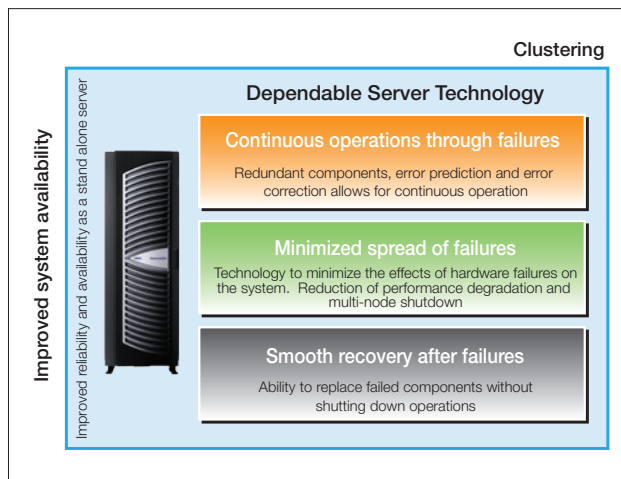 Clustering
Improved system availability
Improved reliability and availability as a stand alone server
Dependable Server Technology
Continuous operations through failures
Redundant components, error prediction and error
correction allows for continuous operation
Minimized spread of failures
Technology to minimize the effects of hardware failures on
the system.  Reduction of performance degradation and
multi-node shutdown
Smooth recovery after failures
Ability to replace failed components without
shutting down operations